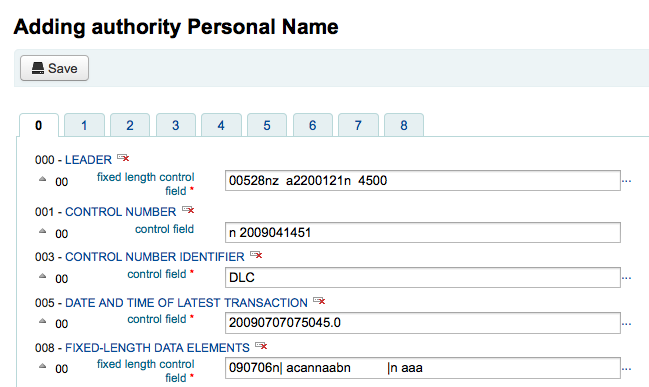 Adding authority Personal Name
Save
0 1 2 3 4 5 6 7 8
000 - LEADER
00 fixed length control field * 00528nz  a2200121n  4500 ...
001 - CONTROL NUMBER
00 control field n 2009041451
003 - CONTROL NUMBER IDENTIFIER
00 control field * DLC ...
005 - DATE AND TIME OF LATEST TRANSACTION
00 control field * 20090707075045.0 ...
008 - FIXED-LENGTH DATA ELEMENTS
00 fixed length control field * 090706n| acannaabn          |n aaa ...